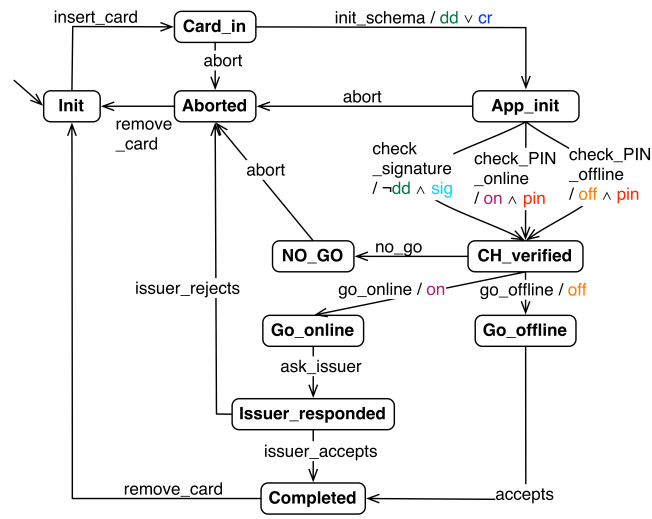 insert_card
Card_in
init_schema / dd ∨ cr
abort
Init
Aborted
abort
App_init
remove
_card
check
_signature
/ ¬dd ∧ sig
check_PIN
_online
/ on ∧ pin
check_PIN
_offline
/ off ∧ pin
abort
NO_GO
no_go
CH_verified
issuer_rejects
go_online / on
go_offline / off
Go_online
Go_offline
ask_issuer
Issuer_responded
issuer_accepts
remove_card
Completed
accepts